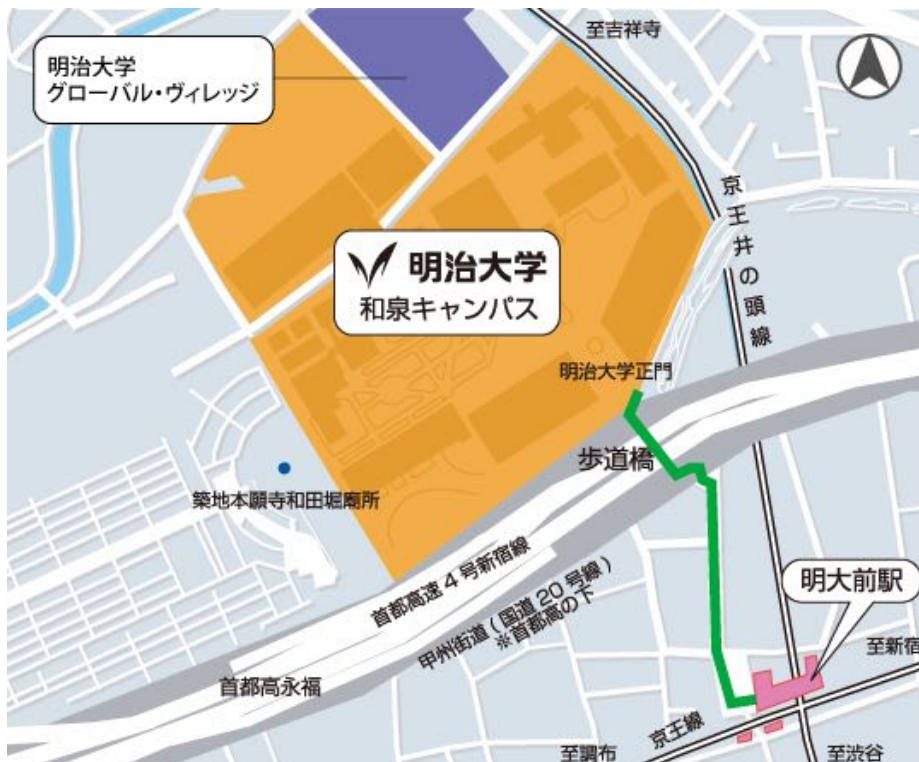 至吉祥寺
明治大学
グローバル・ヴィレッジ
京王井の頭線
明治大学
和泉キャンパス
明治大学正門
歩道橋
築地本願寺和田堀廟所
首都高速4号新宿線
甲州街道(国道20号線)
※首都高の下
明大前駅
至新宿
首都高永福
京王線
至調布
至渋谷